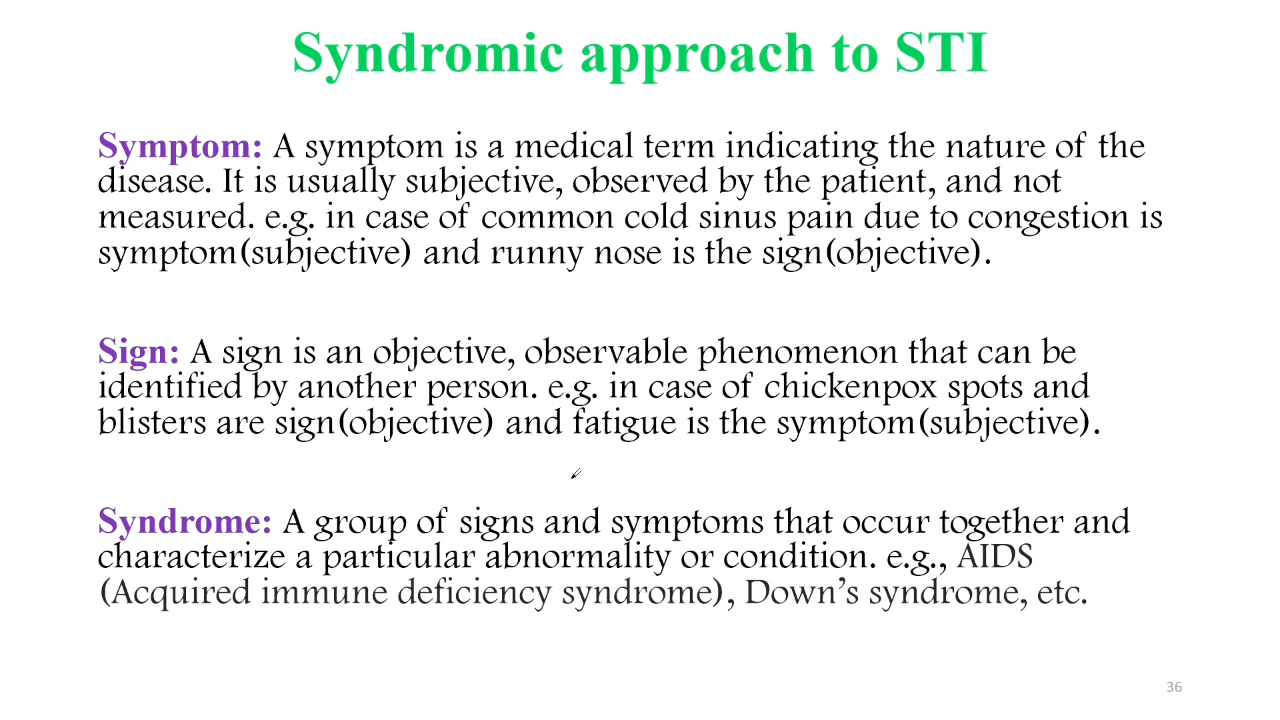 Syndromic approach to STI
Symptom: A symptom is a medical term indicating the nature of the
disease. It is usually subjective, observed by the patient, and not
measured. e.g. in case of common cold sinus pain due to congestion is
symptom(subjective) and runny nose is the sign(objective).
Sign: A sign is an objective, observable phenomenon that can be
identified by another person. e.g. in case of chickenpox spots and
blisters are sign(objective) and fatigue is the symptom(subjective).
Syndrome: A group of signs and symptoms that occur together and
characterize a particular abnormality or condition. e.g., AIDS
(Acquired immune deficiency syndrome), Down’s syndrome, etc.
36